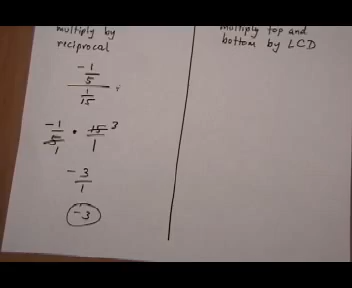 multiply by
reciprocal
-1/5
1/15
-1/5 · 15/1 3
1
-3/1
-3
multiply top and
bottom by LCD